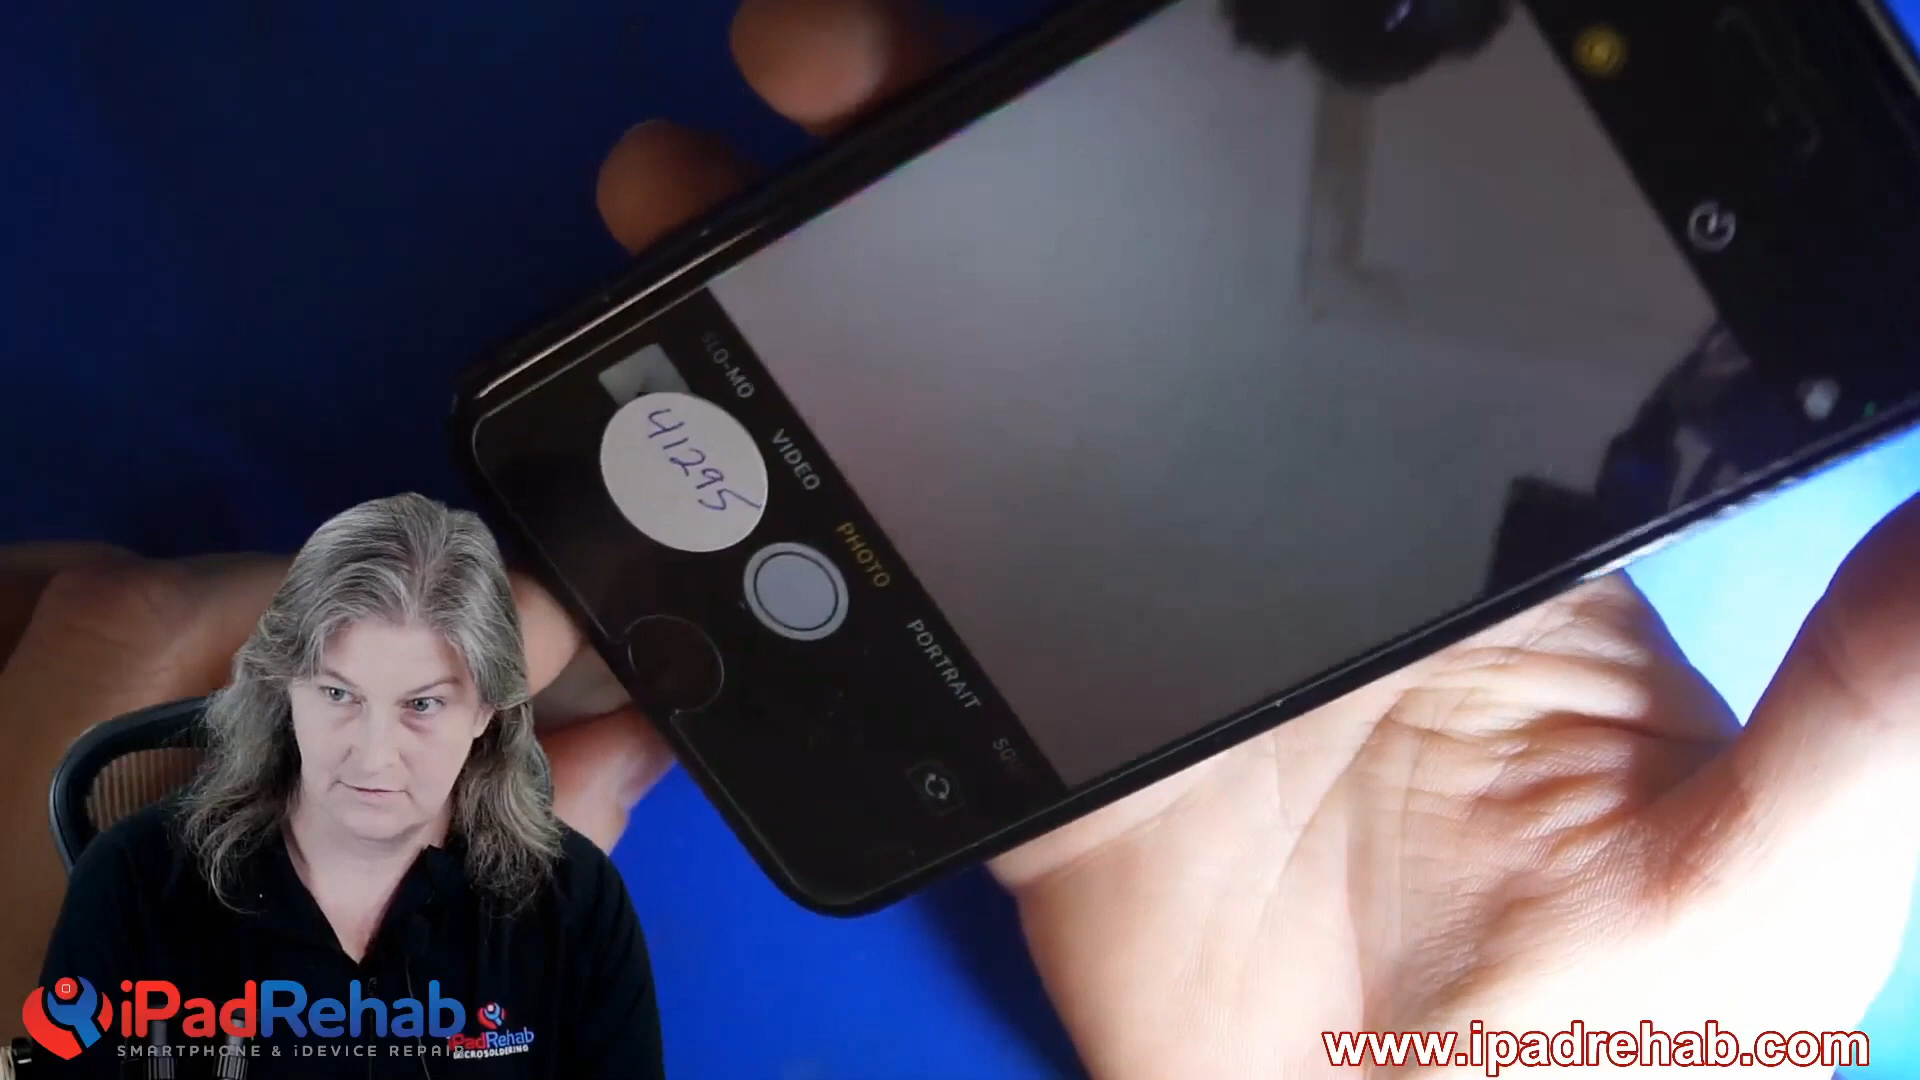 SLO-MO
VIDEO
PHOTO
PORTRAIT
41295
iPadRehab
SMARTPHONE & iDEVICE REPAIR
iPadRehab
MICROSOLDERING
www.ipadrehab.com